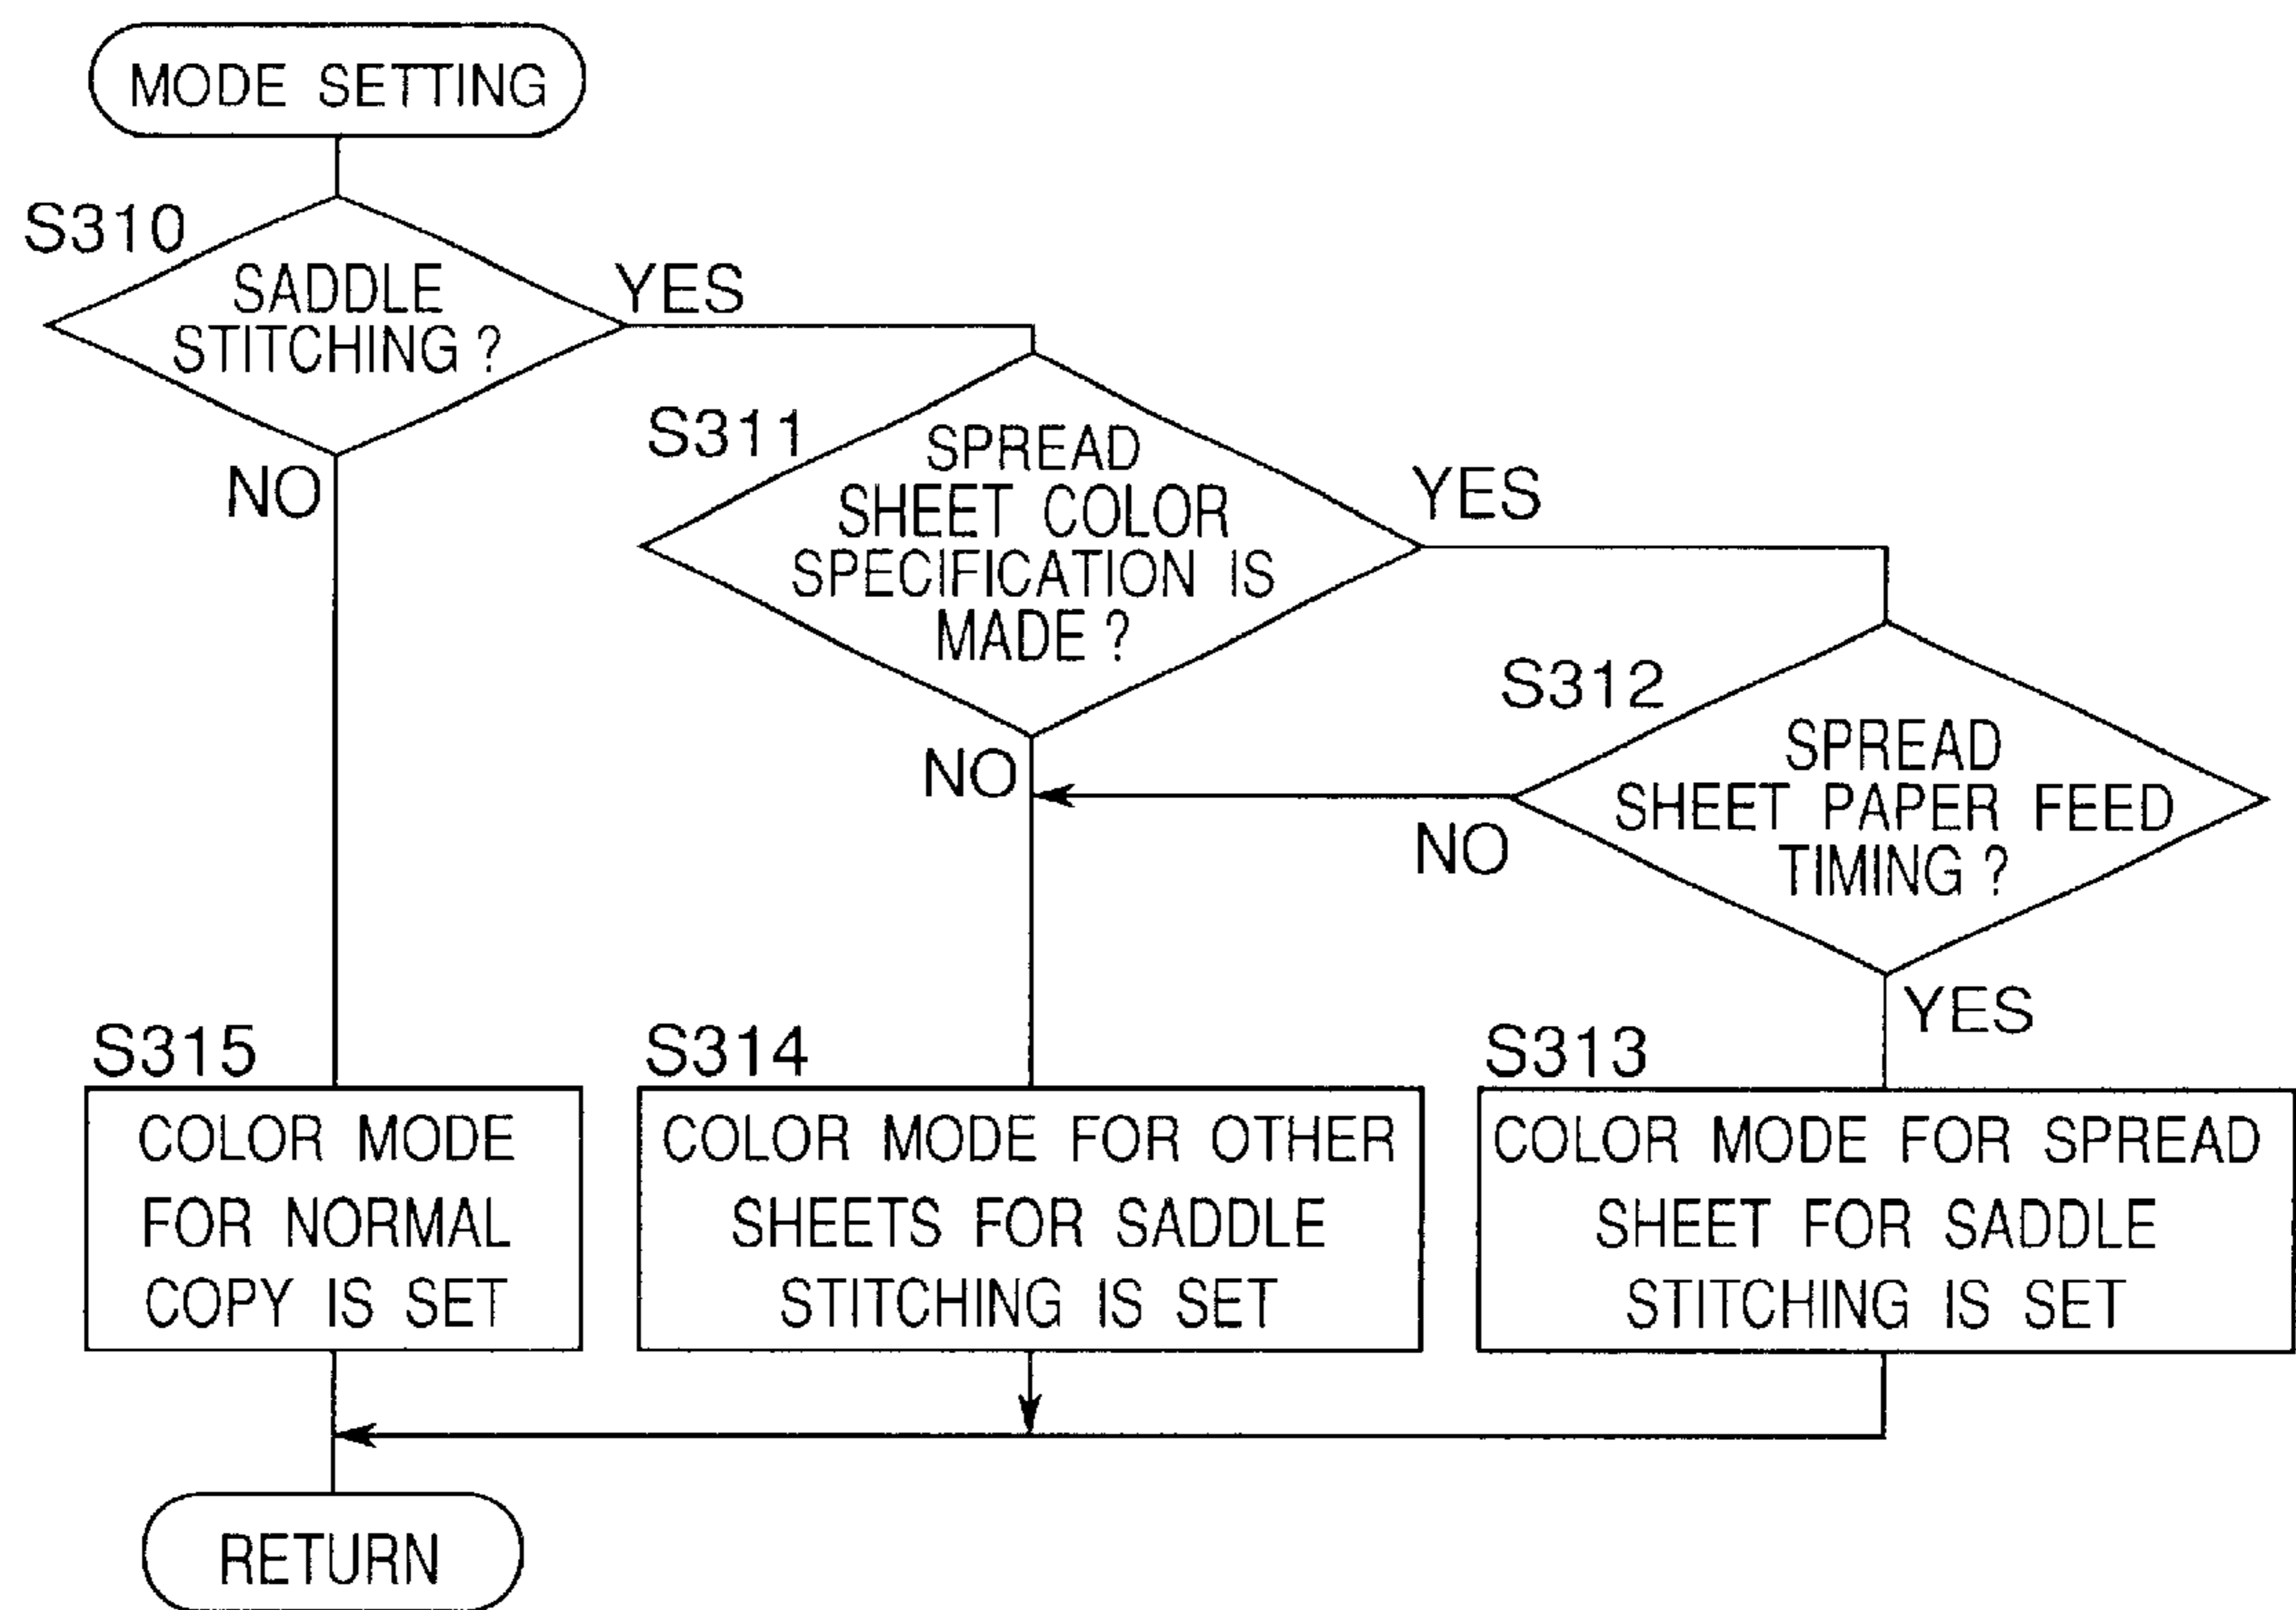 MODE SETTING
S310
SADDLE
STITCHING ?
YES
NO
S311
SPREAD
SHEET COLOR
SPECIFICATION IS
MADE ?
YES
NO
S312
SPREAD
SHEET PAPER FEED
TIMING ?
NO
YES
S315
COLOR MODE
FOR NORMAL
COPY IS SET
S314
COLOR MODE FOR OTHER
SHEETS FOR SADDLE
STITCHING IS SET
S313
COLOR MODE FOR SPREAD
SHEET FOR SADDLE
STITCHING IS SET
RETURN